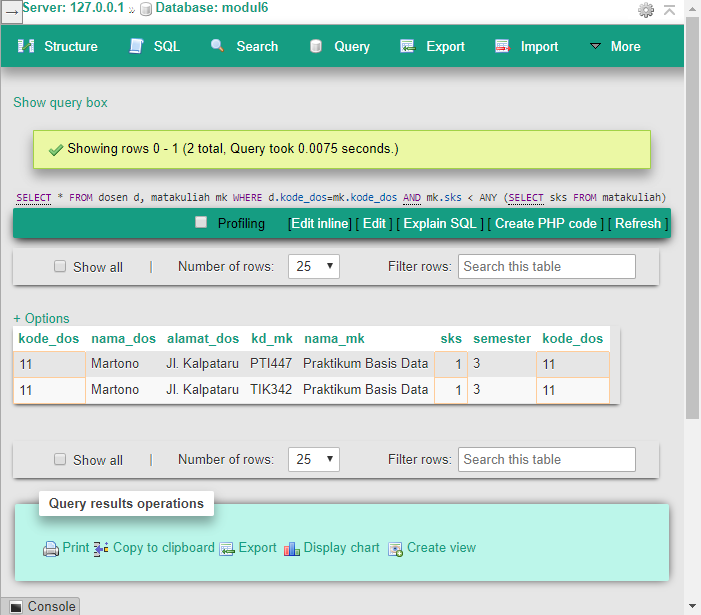 Server: 127.0.0.1 » Database: modul6
Structure SQL Search Query Export Import More
Show query box
Showing rows 0 - 1 (2 total, Query took 0.0075 seconds.)
SELECT * FROM dosen d, matakuliah mk WHERE d.kode_dos=mk.kode_dos AND mk.sks < ANY (SELECT sks FROM matakuliah)
Profiling [Edit inline] [ Edit ] [ Explain SQL ] [ Create PHP code ] [ Refresh ]
Show all | Number of rows: 25 Filter rows: Search this table
+ Options
kode_dos nama_dos alamat_dos kd_mk nama_mk sks semester kode_dos
11 Martono Jl. Kalpataru PTI447 Praktikum Basis Data 1 3 11
11 Martono Jl. Kalpataru TIK342 Praktikum Basis Data 1 3 11
Show all | Number of rows: 25 Filter rows: Search this table
Query results operations
Print Copy to clipboard Export Display chart Create view
Console